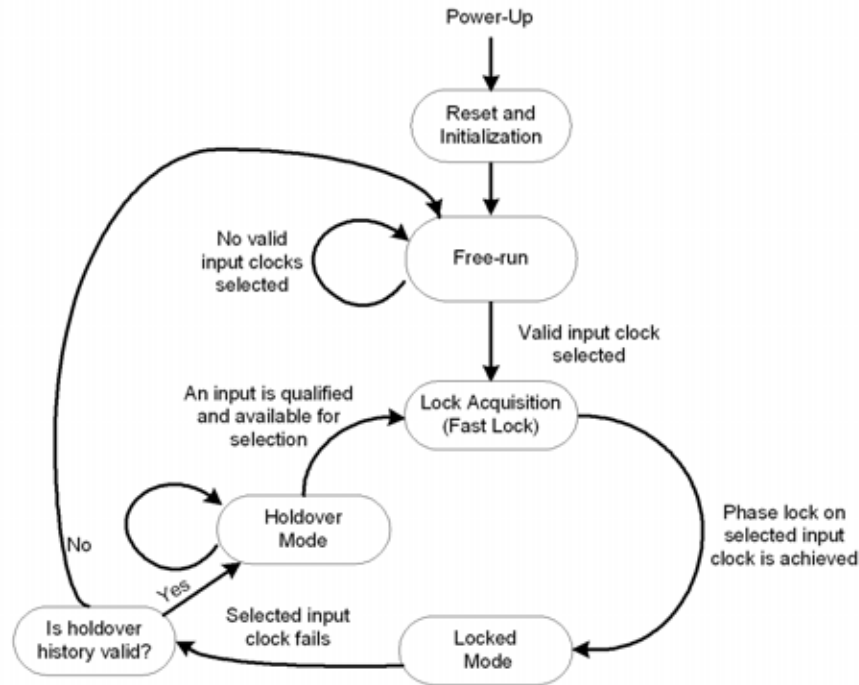 Power-Up
Reset and
Initialization
No valid
input clocks
selected
Free-run
Valid input clock
selected
An input is qualified
and available for
selection
Lock Acquisition
(Fast Lock)
Holdover
Mode
Phase lock on
selected input
clock is achieved
No
Yes
Is holdover
history valid?
Selected input
clock fails
Locked
Mode